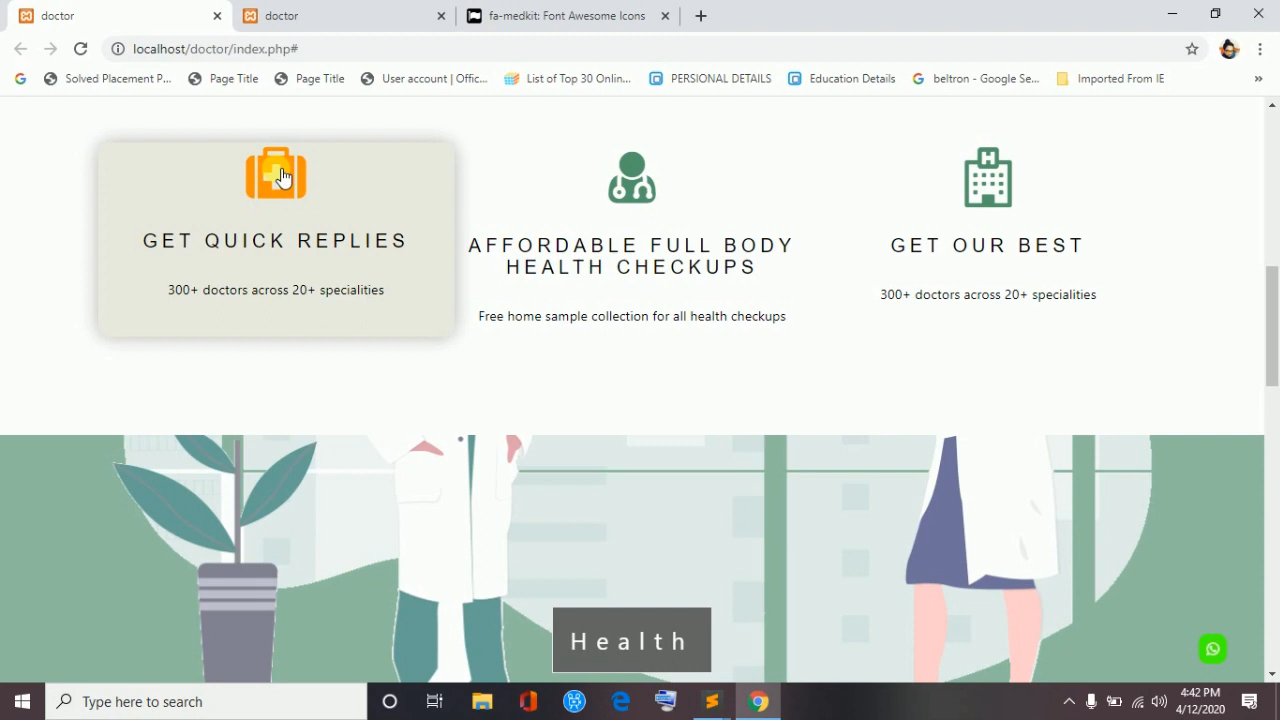 doctor
doctor
fa-medkit: Font Awesome Icons
localhost/doctor/index.php#
Solved Placement P...
Page Title
Page Title
User account | Offic...
List of Top 30 Onlin...
PERSIONAL DETAILS
Education Details
beltron - Google Se...
Imported From IE
GET QUICK REPLIES
300+ doctors across 20+ specialities
AFFORDABLE FULL BODY
HEALTH CHECKUPS
Free home sample collection for all health checkups
H
GET OUR BEST
300+ doctors across 20+ specialities
Health
Type here to search
4:42 PM
4/12/2020